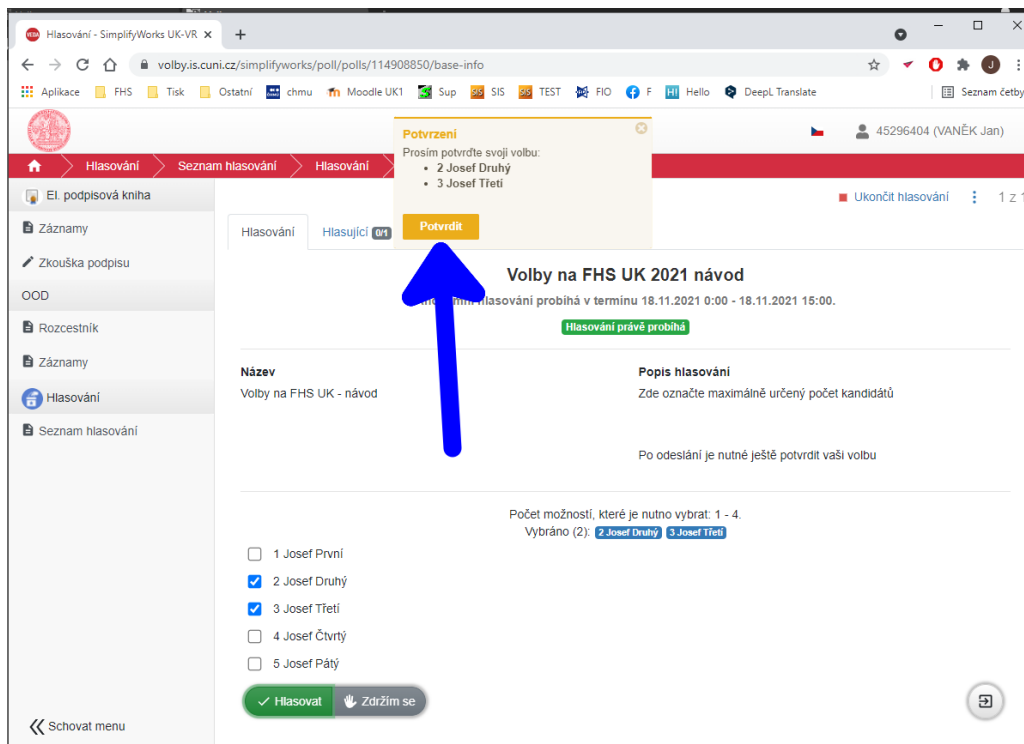 Hlasování - SimplifyWorks UK-VR
volby.is.cuni.cz/simplifyworks/poll/polls/114908850/base-info
Aplikace FHS Tisk Ostatní chmu Moodle UK1 Sup SIS TEST FIO F Hello DeepL Translate Seznam četby
45296404 (VANĚK Jan)
Hlasování Seznam hlasování Hlasování
Potvrzení
Prosím potvrďte svoji volbu:
• 2 Josef Druhý
• 3 Josef Třetí
Potvrdit
El. podpisová kniha
Záznamy
Zkouška podpisu
OOD
Rozcestník
Záznamy
Hlasování
Seznam hlasování
Schovat menu
Ukončit hlasování
1 z 1
Hlasování Hlasující 0/1
Volby na FHS UK 2021 návod
hlasování probíhá v termínu 18.11.2021 0:00 - 18.11.2021 15:00.
Hlasování právě probíhá
Název
Volby na FHS UK - návod
Popis hlasování
Zde označte maximálně určený počet kandidátů
Po odeslání je nutné ještě potvrdit vaši volbu
Počet možností, které je nutno vybrat: 1 - 4.
Vybráno (2): 2 Josef Druhý 3 Josef Třetí
1 Josef První
2 Josef Druhý
3 Josef Třetí
4 Josef Čtvrtý
5 Josef Pátý
Hlasovat Zdržím se